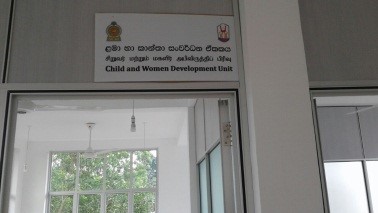 ළමා හා කාන්තා සංවර්ධන ඒකකය
சிறுவர் மற்றும் மகளிர் அபிவிருத்திப் பிரிவு
Child and Women Development Unit